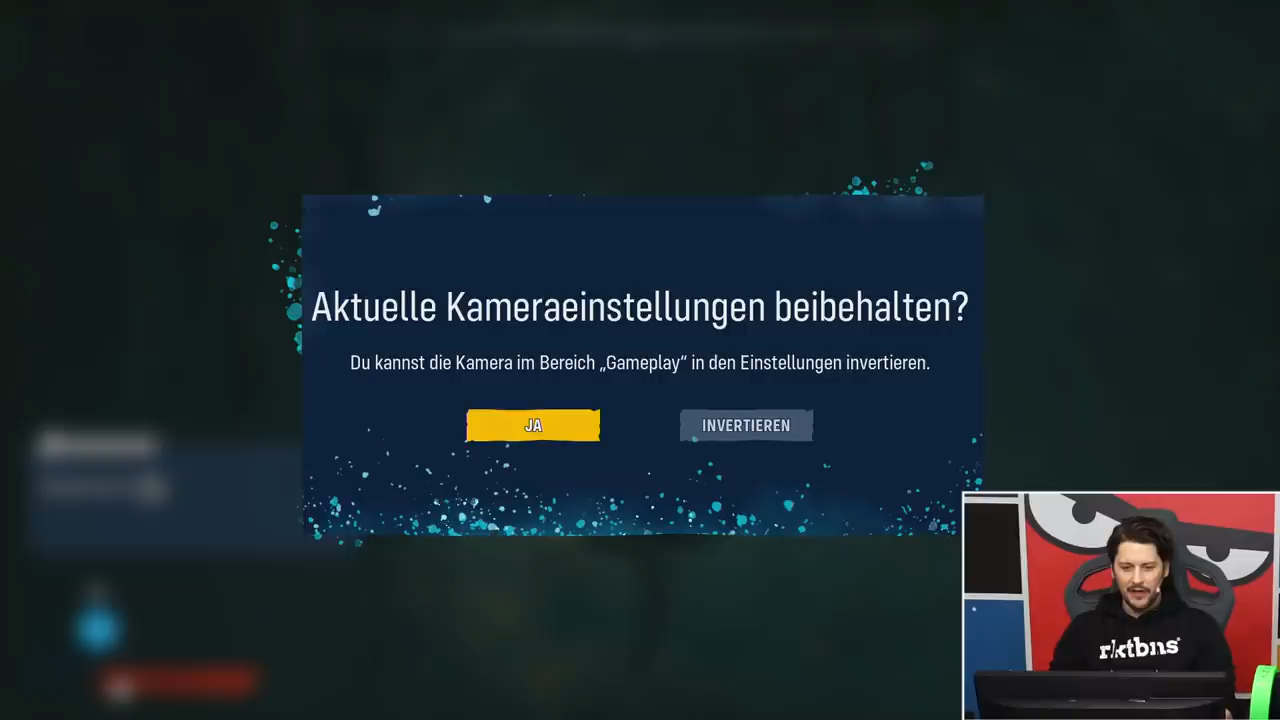 Aktuelle Kameraeinstellungen beibehalten?
Du kannst die Kamera im Bereich „Gameplay“ in den Einstellungen invertieren.
JA
INVERTIEREN
rktbns